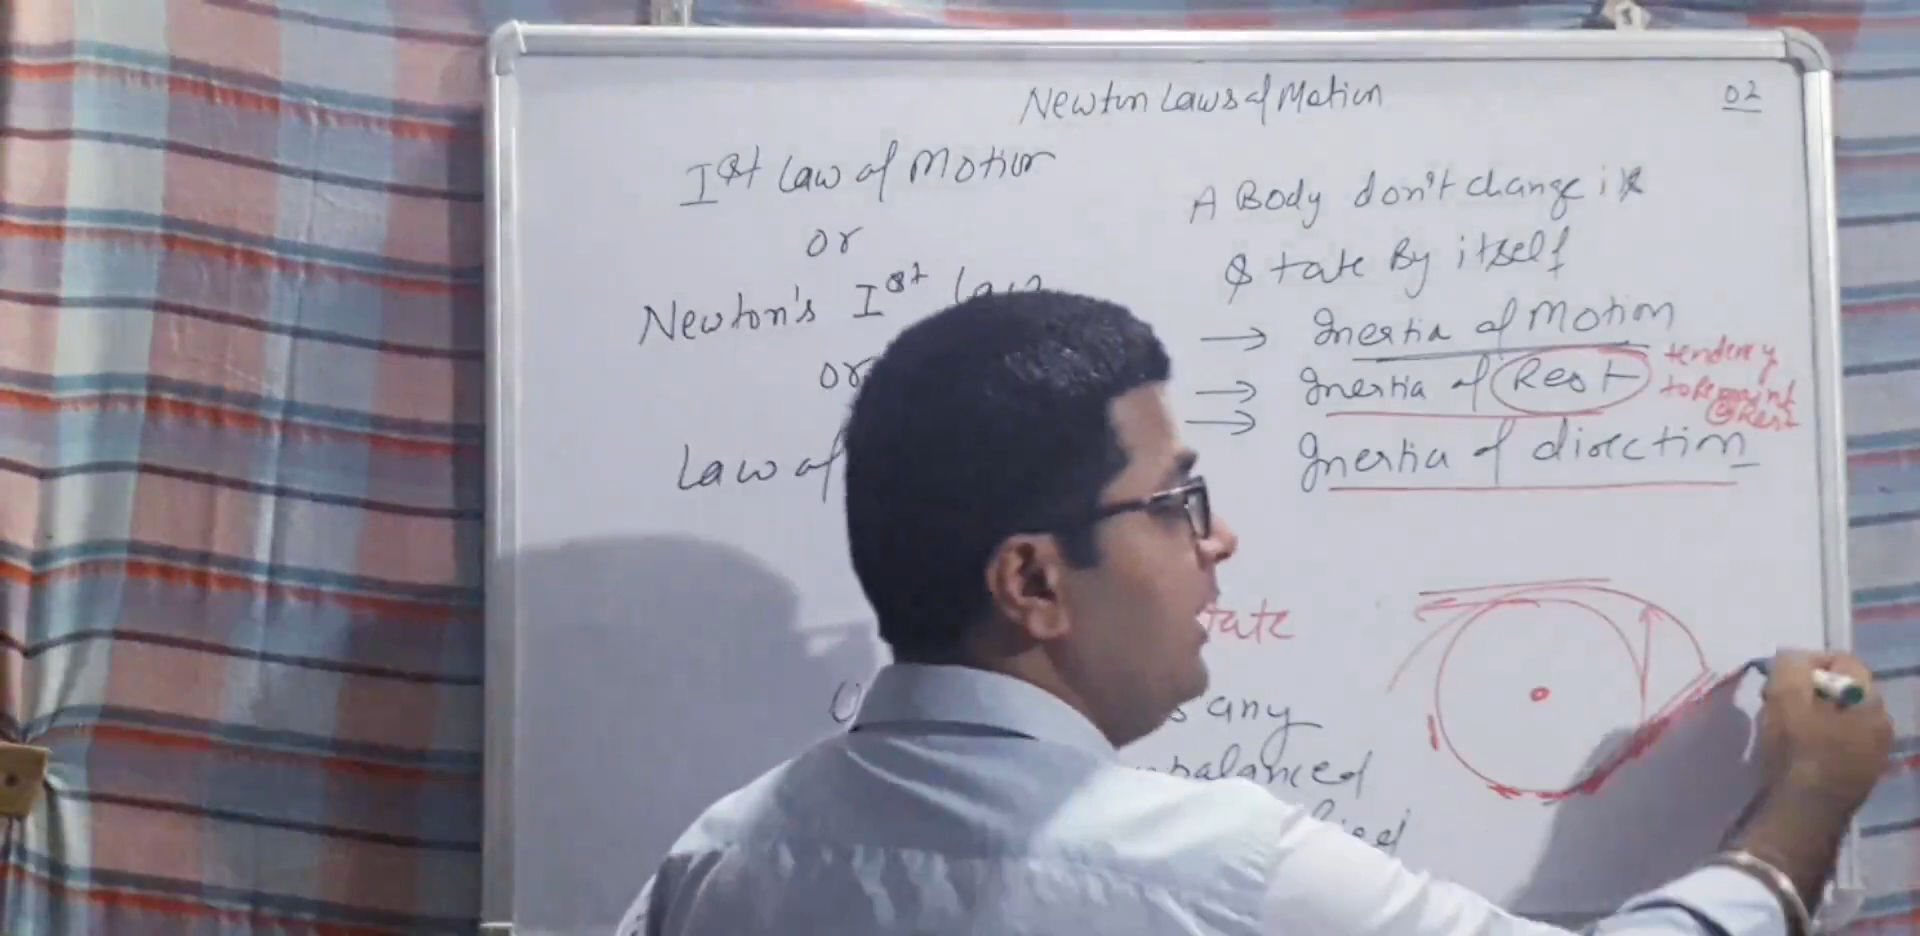 Newton Laws of Motion
02
Ist Law of Motion
or
Newton's Ist Law
or
Law of
A Body don't change its
state By itself
→ Inertia of Motion
→ Inertia of Rest
tendency
to Remain
@ Rest
→ Inertia of direction
tate
any
balanced